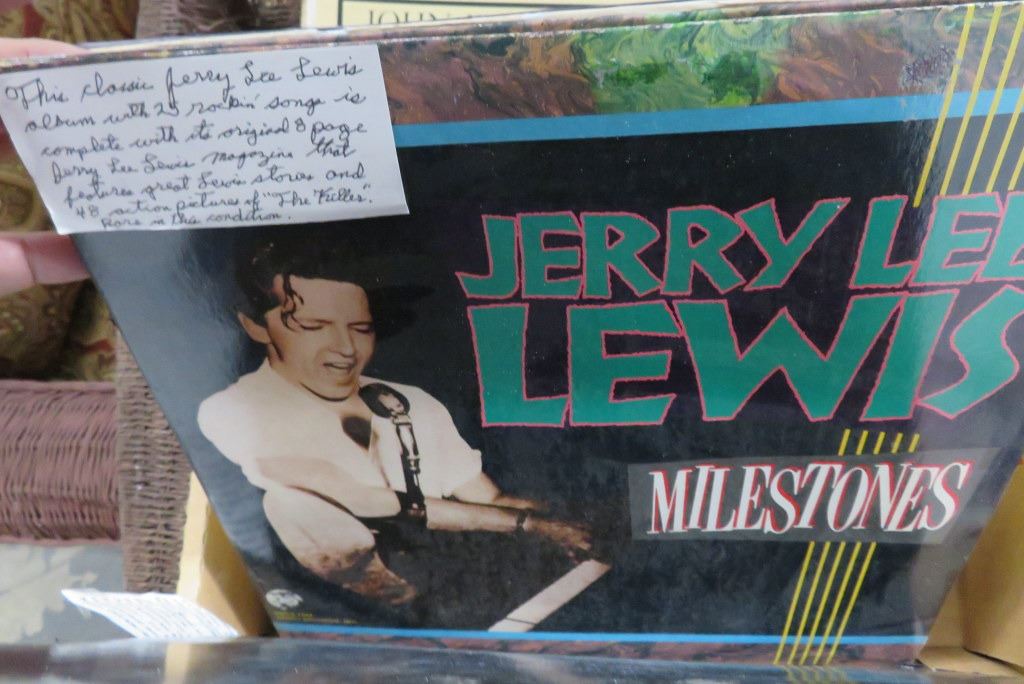 JOHN
This classic Jerry Lee Lewis
album with 25 rockin' songs is
complete with its original 8 page
Jerry Lee Lewis magazine that
features great Lewis stories and
48 action pictures of "The Killer."
Rare in this condition.
JERRY LEE
LEWIS
MILESTONES